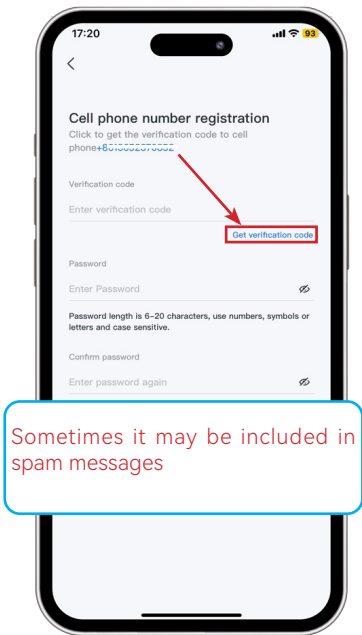 17:20
93
Cell phone number registration
Click to get the verification code to cell
phone
Verification code
Enter verification code
Get verification code
Password
Enter Password
Password length is 6–20 characters, use numbers, symbols or
letters and case sensitive.
Confirm password
Enter password again
Sometimes it may be included in
spam messages